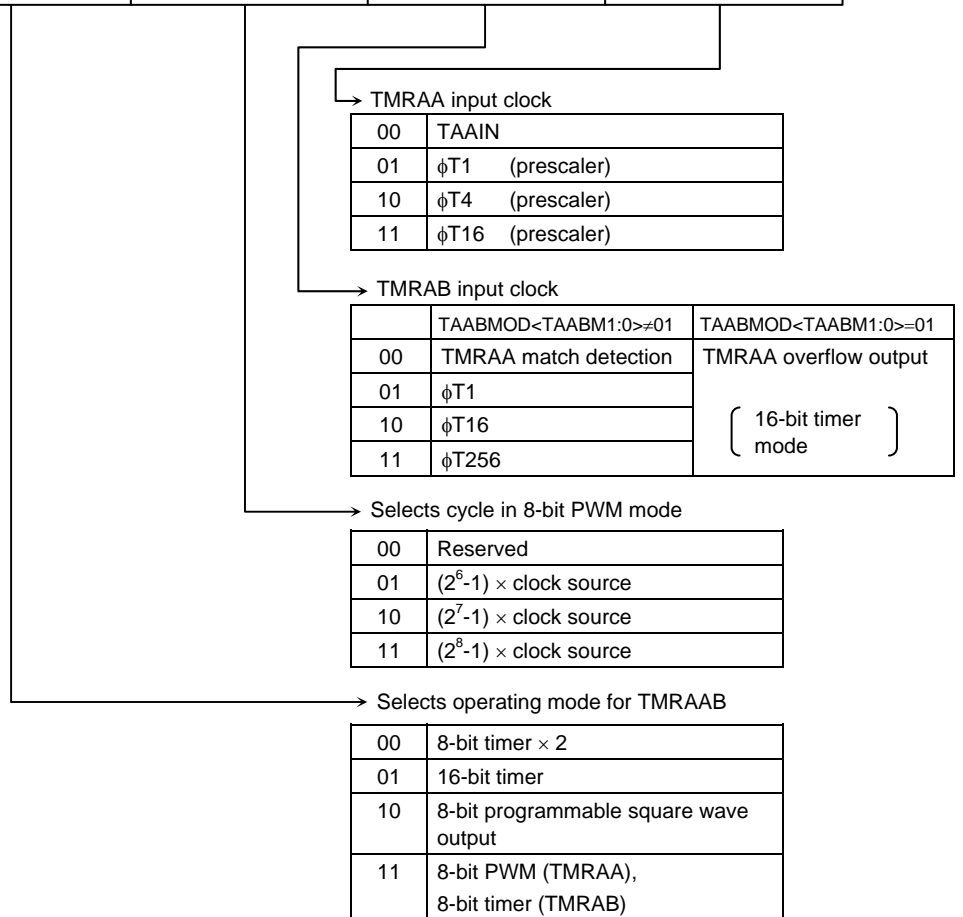 TMRAA input clock
00 TAAIN
01 ϕT1 (prescaler)
10 ϕT4 (prescaler)
11 ϕT16 (prescaler)
TMRAB input clock
TAABMOD<TAABM1:0>≠01 TAABMOD<TAABM1:0>=01
00 TMRAA match detection TMRAA overflow output
01 ϕT1
10 ϕT16
11 ϕT256
16-bit timer
mode
Selects cycle in 8-bit PWM mode
00 Reserved
01 (2⁶-1) × clock source
10 (2⁷-1) × clock source
11 (2⁸-1) × clock source
Selects operating mode for TMRAAB
00 8-bit timer × 2
01 16-bit timer
10 8-bit programmable square wave
output
11 8-bit PWM (TMRAA),
8-bit timer (TMRAB)